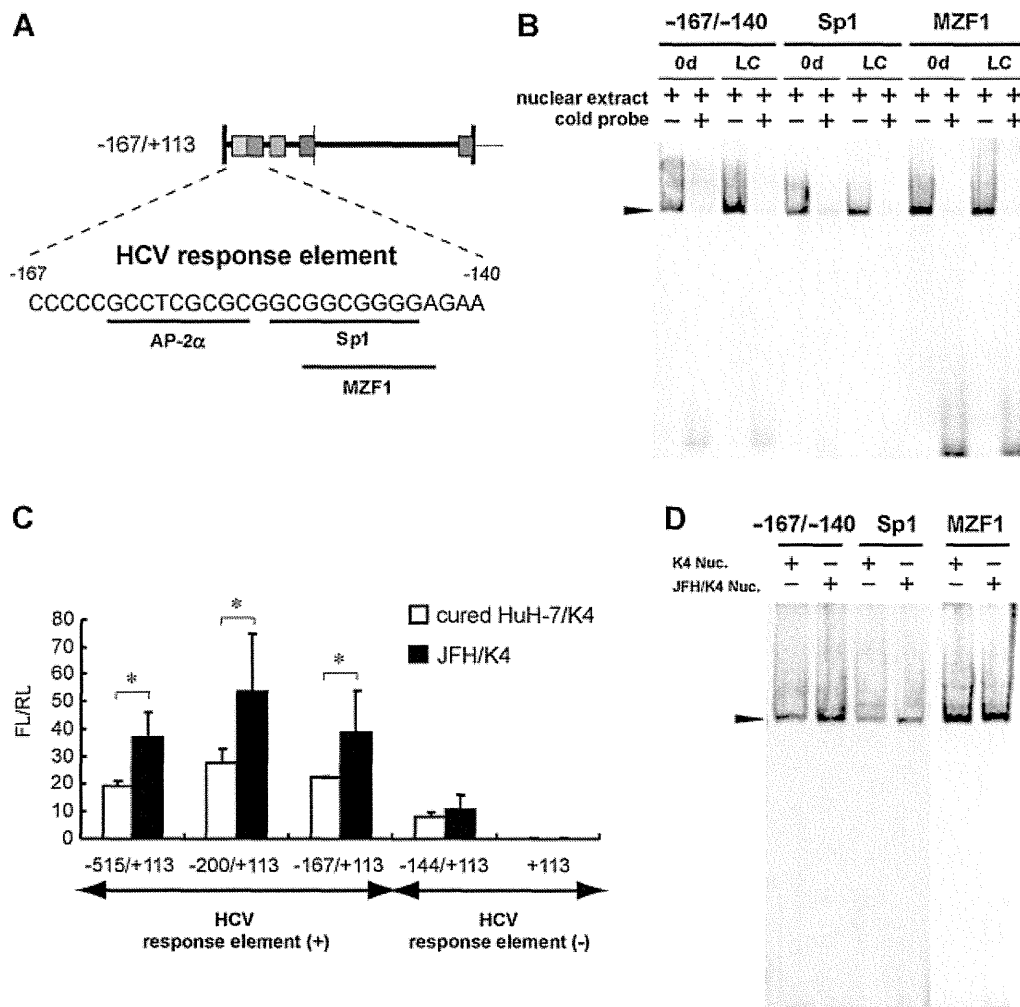 A
-167/+113
HCV response element
-167
-140
CCCCCGCCTCGCGCGGCGGCGGGGAGAA
AP-2α
Sp1
MZF1
B
-167/-140 Sp1 MZF1
0d LC 0d LC 0d LC
nuclear extract + + + + + + + + + + + +
cold probe - + - + - + - + - + - +
C
80
70
60
50
40
30
20
10
0
FL/RL
* * *
cured HuH-7/K4
JFH/K4
-515/+113 -200/+113 -167/+113 -144/+113 +113
HCV
response element (+)
HCV
response element (-)
D
-167/-140 Sp1 MZF1
K4 Nuc. + - + - + -
JFH/K4 Nuc. - + - + - +